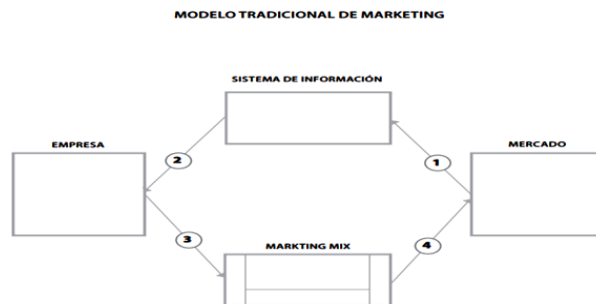 MODELO TRADICIONAL DE MARKETING
SISTEMA DE INFORMACIÓN
EMPRESA
MERCADO
2
1
3
4
MARKTING MIX